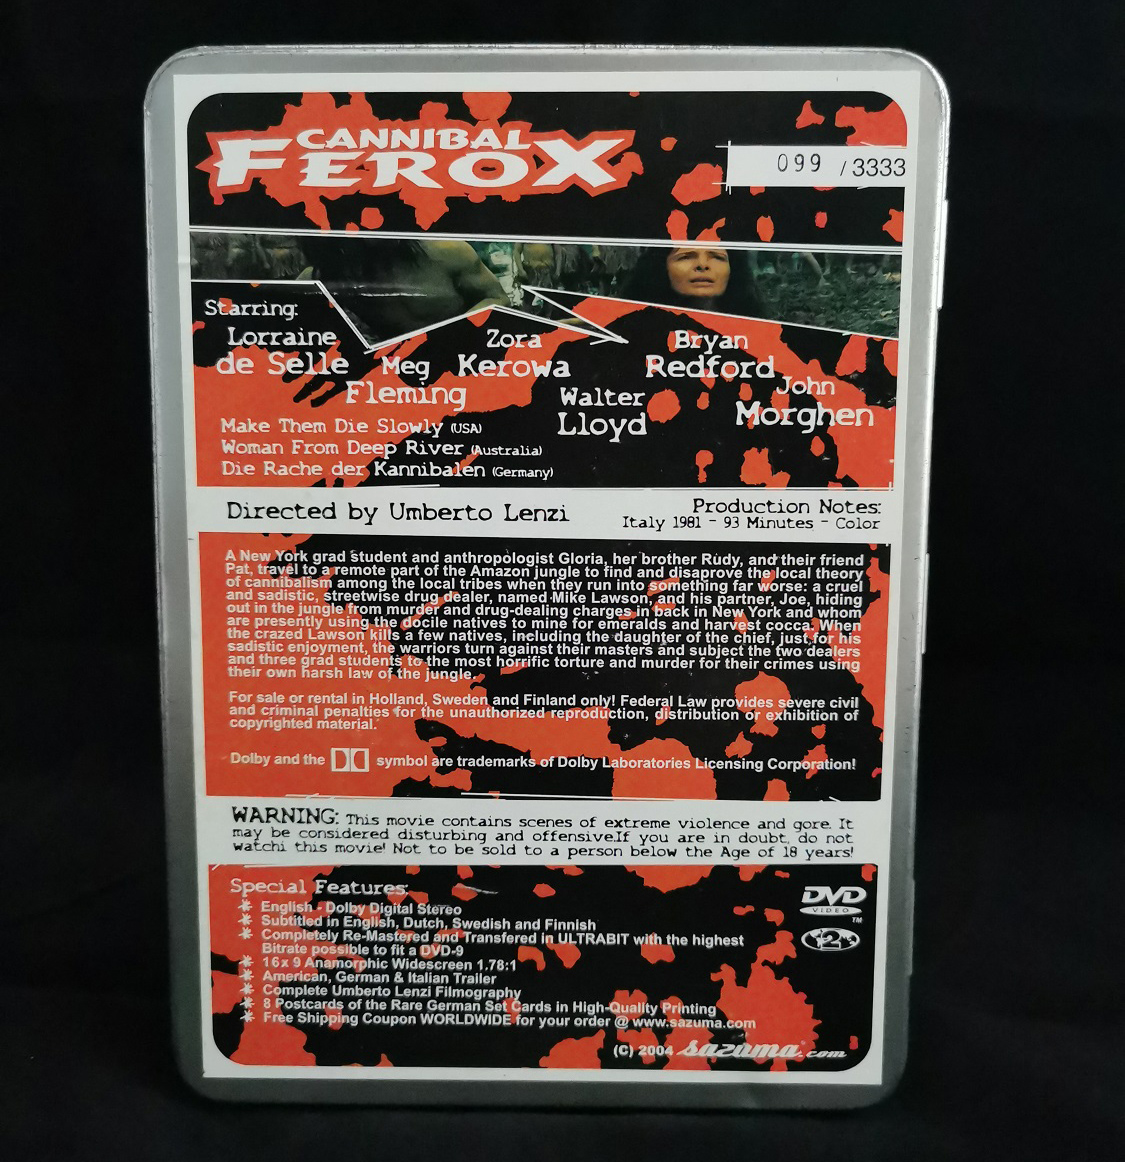 CANNIBAL
FEROX
099 / 3333
Starring:
Lorraine
de Selle
Meg
Fleming
Zora
Kerowa
Walter
Lloyd
Bryan
Redford
John
Morghen
Make Them Die Slowly (USA)
Woman From Deep River (Australia)
Die Rache der Kannibalen (Germany)
Directed by Umberto Lenzi
Production Notes:
Italy 1981 - 93 Minutes - Color
A New York grad student and anthropologist Gloria, her brother Rudy, and their friend
Pat, travel to a remote part of the Amazon jungle to find and disaprove the local theory
of cannibalism among the local tribes when they run into something far worse: a cruel
and sadistic, streetwise drug dealer, named Mike Lawson, and his partner, Joe, hiding
out in the jungle from murder and drug-dealing charges in back in New York and whom
are presently using the docile natives to mine for emeralds and harvest cocca. When
the crazed Lawson kills a few natives, including the daughter of the chief, just for his
sadistic enjoyment, the warriors turn against their masters and subject the two dealers
and three grad students to the most horrific torture and murder for their crimes using
their own harsh law of the jungle.
For sale or rental in Holland, Sweden and Finland only! Federal Law provides severe civil
and criminal penalties for the unauthorized reproduction, distribution or exhibition of
copyrighted material.
Dolby and the symbol are trademarks of Dolby Laboratories Licensing Corporation!
WARNING: This movie contains scenes of extreme violence and gore. It
may be considered disturbing and offensive.If you are in doubt, do not
watchi this movie! Not to be sold to a person below the Age of 18 years!
Special Features:
English - Dolby Digital Stereo
Subtitled in English, Dutch, Swedish and Finnish
Completely Re-Mastered and Transfered in ULTRABIT with the highest
Bitrate possible to fit a DVD-9
16x9 Anamorphic Widescreen 1.78:1
American, German & Italian Trailer
Complete Umberto Lenzi Filmography
8 Postcards of the Rare German Set Cards in High-Quality Printing
Free Shipping Coupon WORLDWIDE for your order @ www.sazuma.com
DVD
VIDEO
TM
2
(C) 2004 sazuma.com